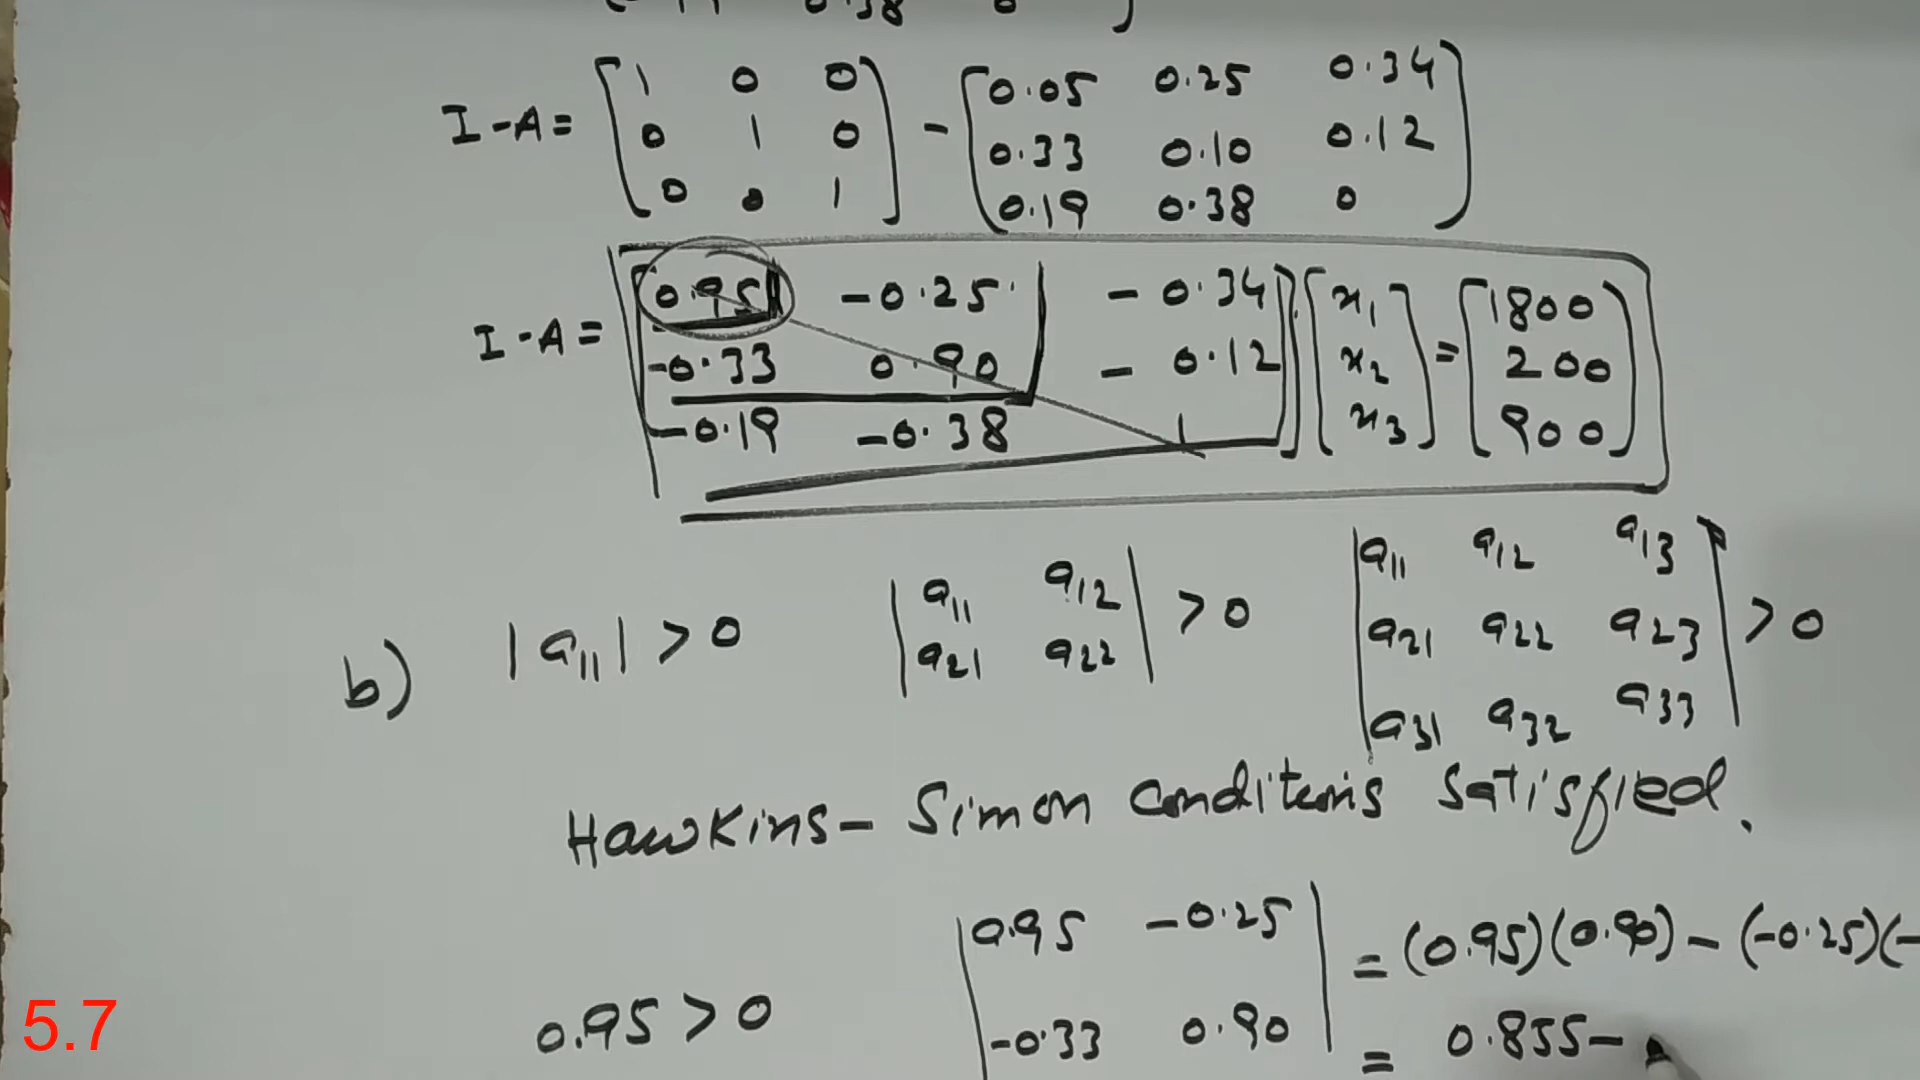 0.38 0
I-A= [1 0 0 - [0.05 0.25 0.34]
0 1 0 0.33 0.10 0.12
0 0 1] 0.19 0.38 0
I-A= [0.95 -0.25 -0.34] [x1] = [1800]
-0.33 0.90 -0.12 x2 200
-0.19 -0.38 1 x3 900
b) |a11| > 0 |a11 a12| > 0 |a11 a12 a13| > 0
a21 a22 a21 a22 a23
a31 a32 a33
Hawkins-Simon Conditions Satisfied.
0.95 > 0 |0.95 -0.25| = (0.95)(0.90) - (-0.25)(-
-0.33 0.90 = 0.855-
5.7